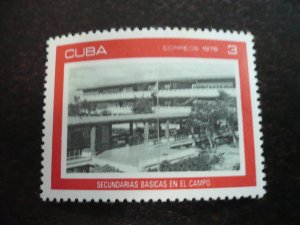 CUBA CORREOS 1976 3
SECUNDARIAS BASICAS EN EL CAMPO